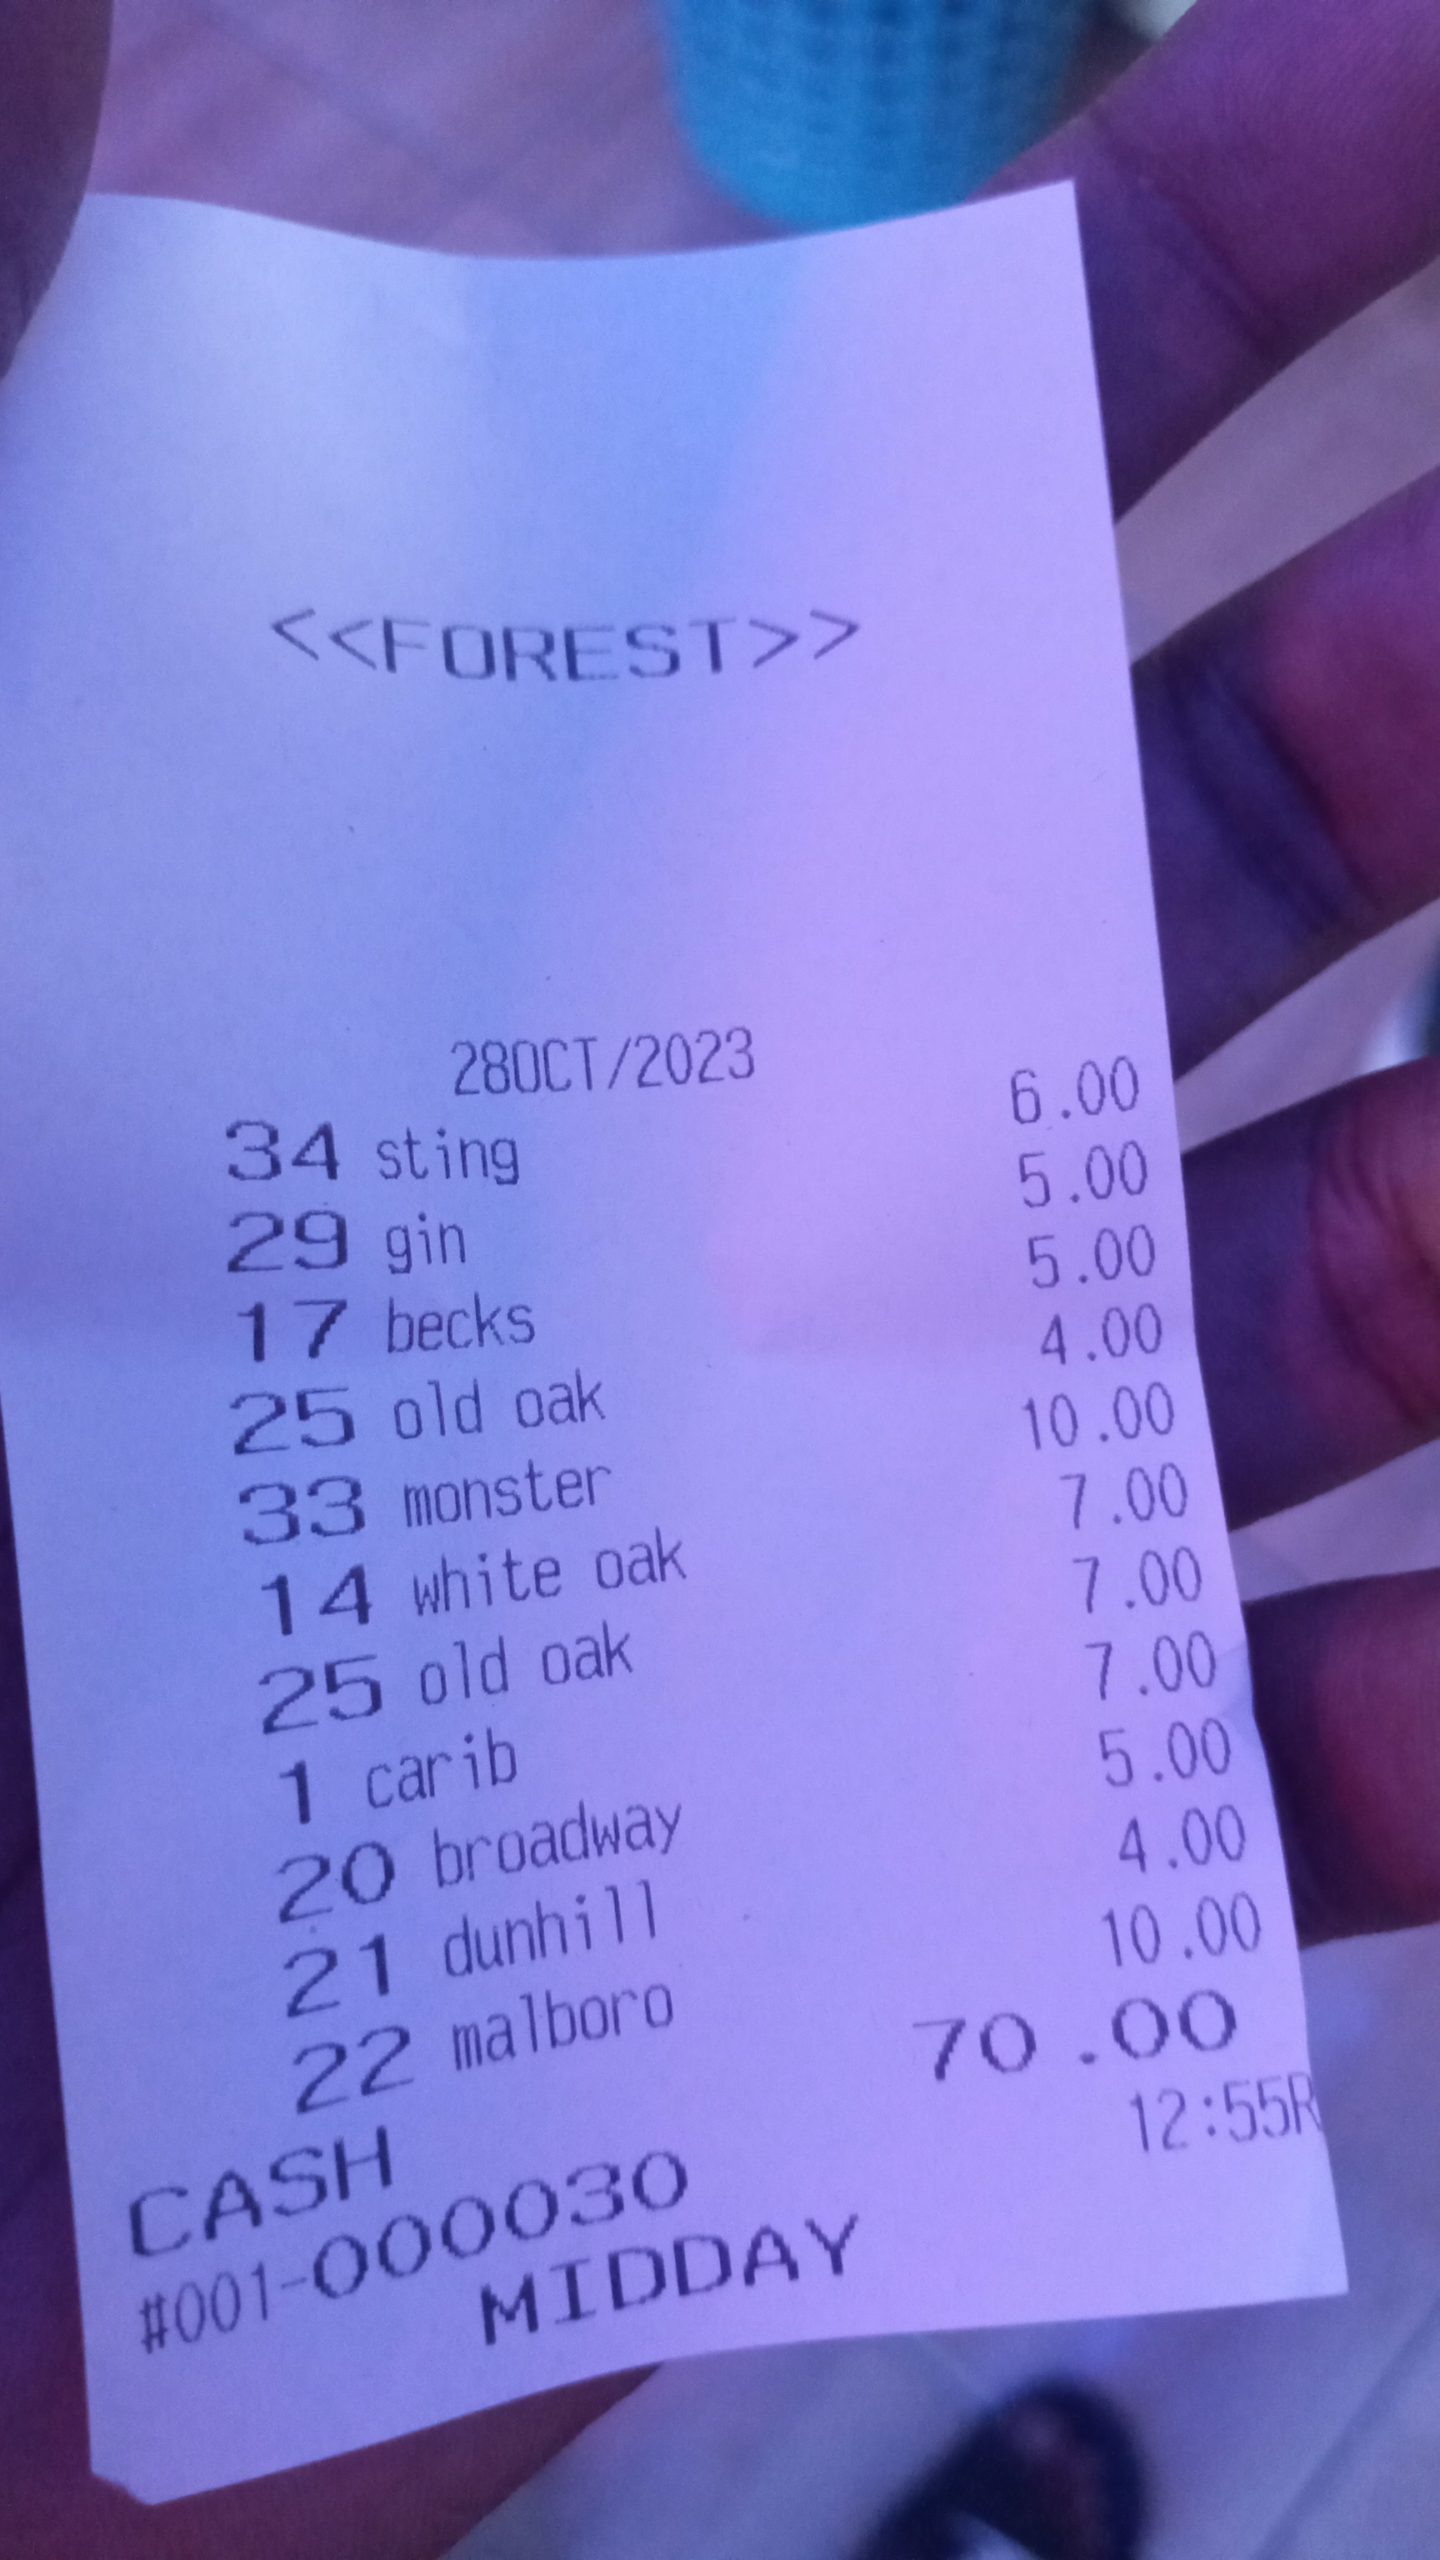 <<FOREST>>
28OCT/2023
34 sting 6.00
29 gin 5.00
17 becks 5.00
25 old oak 4.00
33 monster 10.00
14 white oak 7.00
25 old oak 7.00
1 carib 7.00
20 broadway 5.00
21 dunhill 4.00
22 malboro 10.00
CASH 70.00
#001-000030 12:55R
MIDDAY